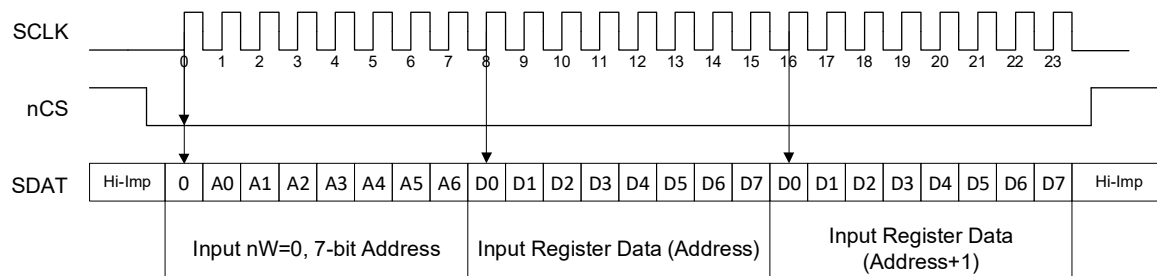 SCLK
0 1 2 3 4 5 6 7 8 9 10 11 12 13 14 15 16 17 18 19 20 21 22 23
nCS
SDAT Hi-Imp 0 A0 A1 A2 A3 A4 A5 A6 D0 D1 D2 D3 D4 D5 D6 D7 D0 D1 D2 D3 D4 D5 D6 D7 Hi-Imp
Input nW=0, 7-bit Address Input Register Data (Address) Input Register Data
(Address+1)